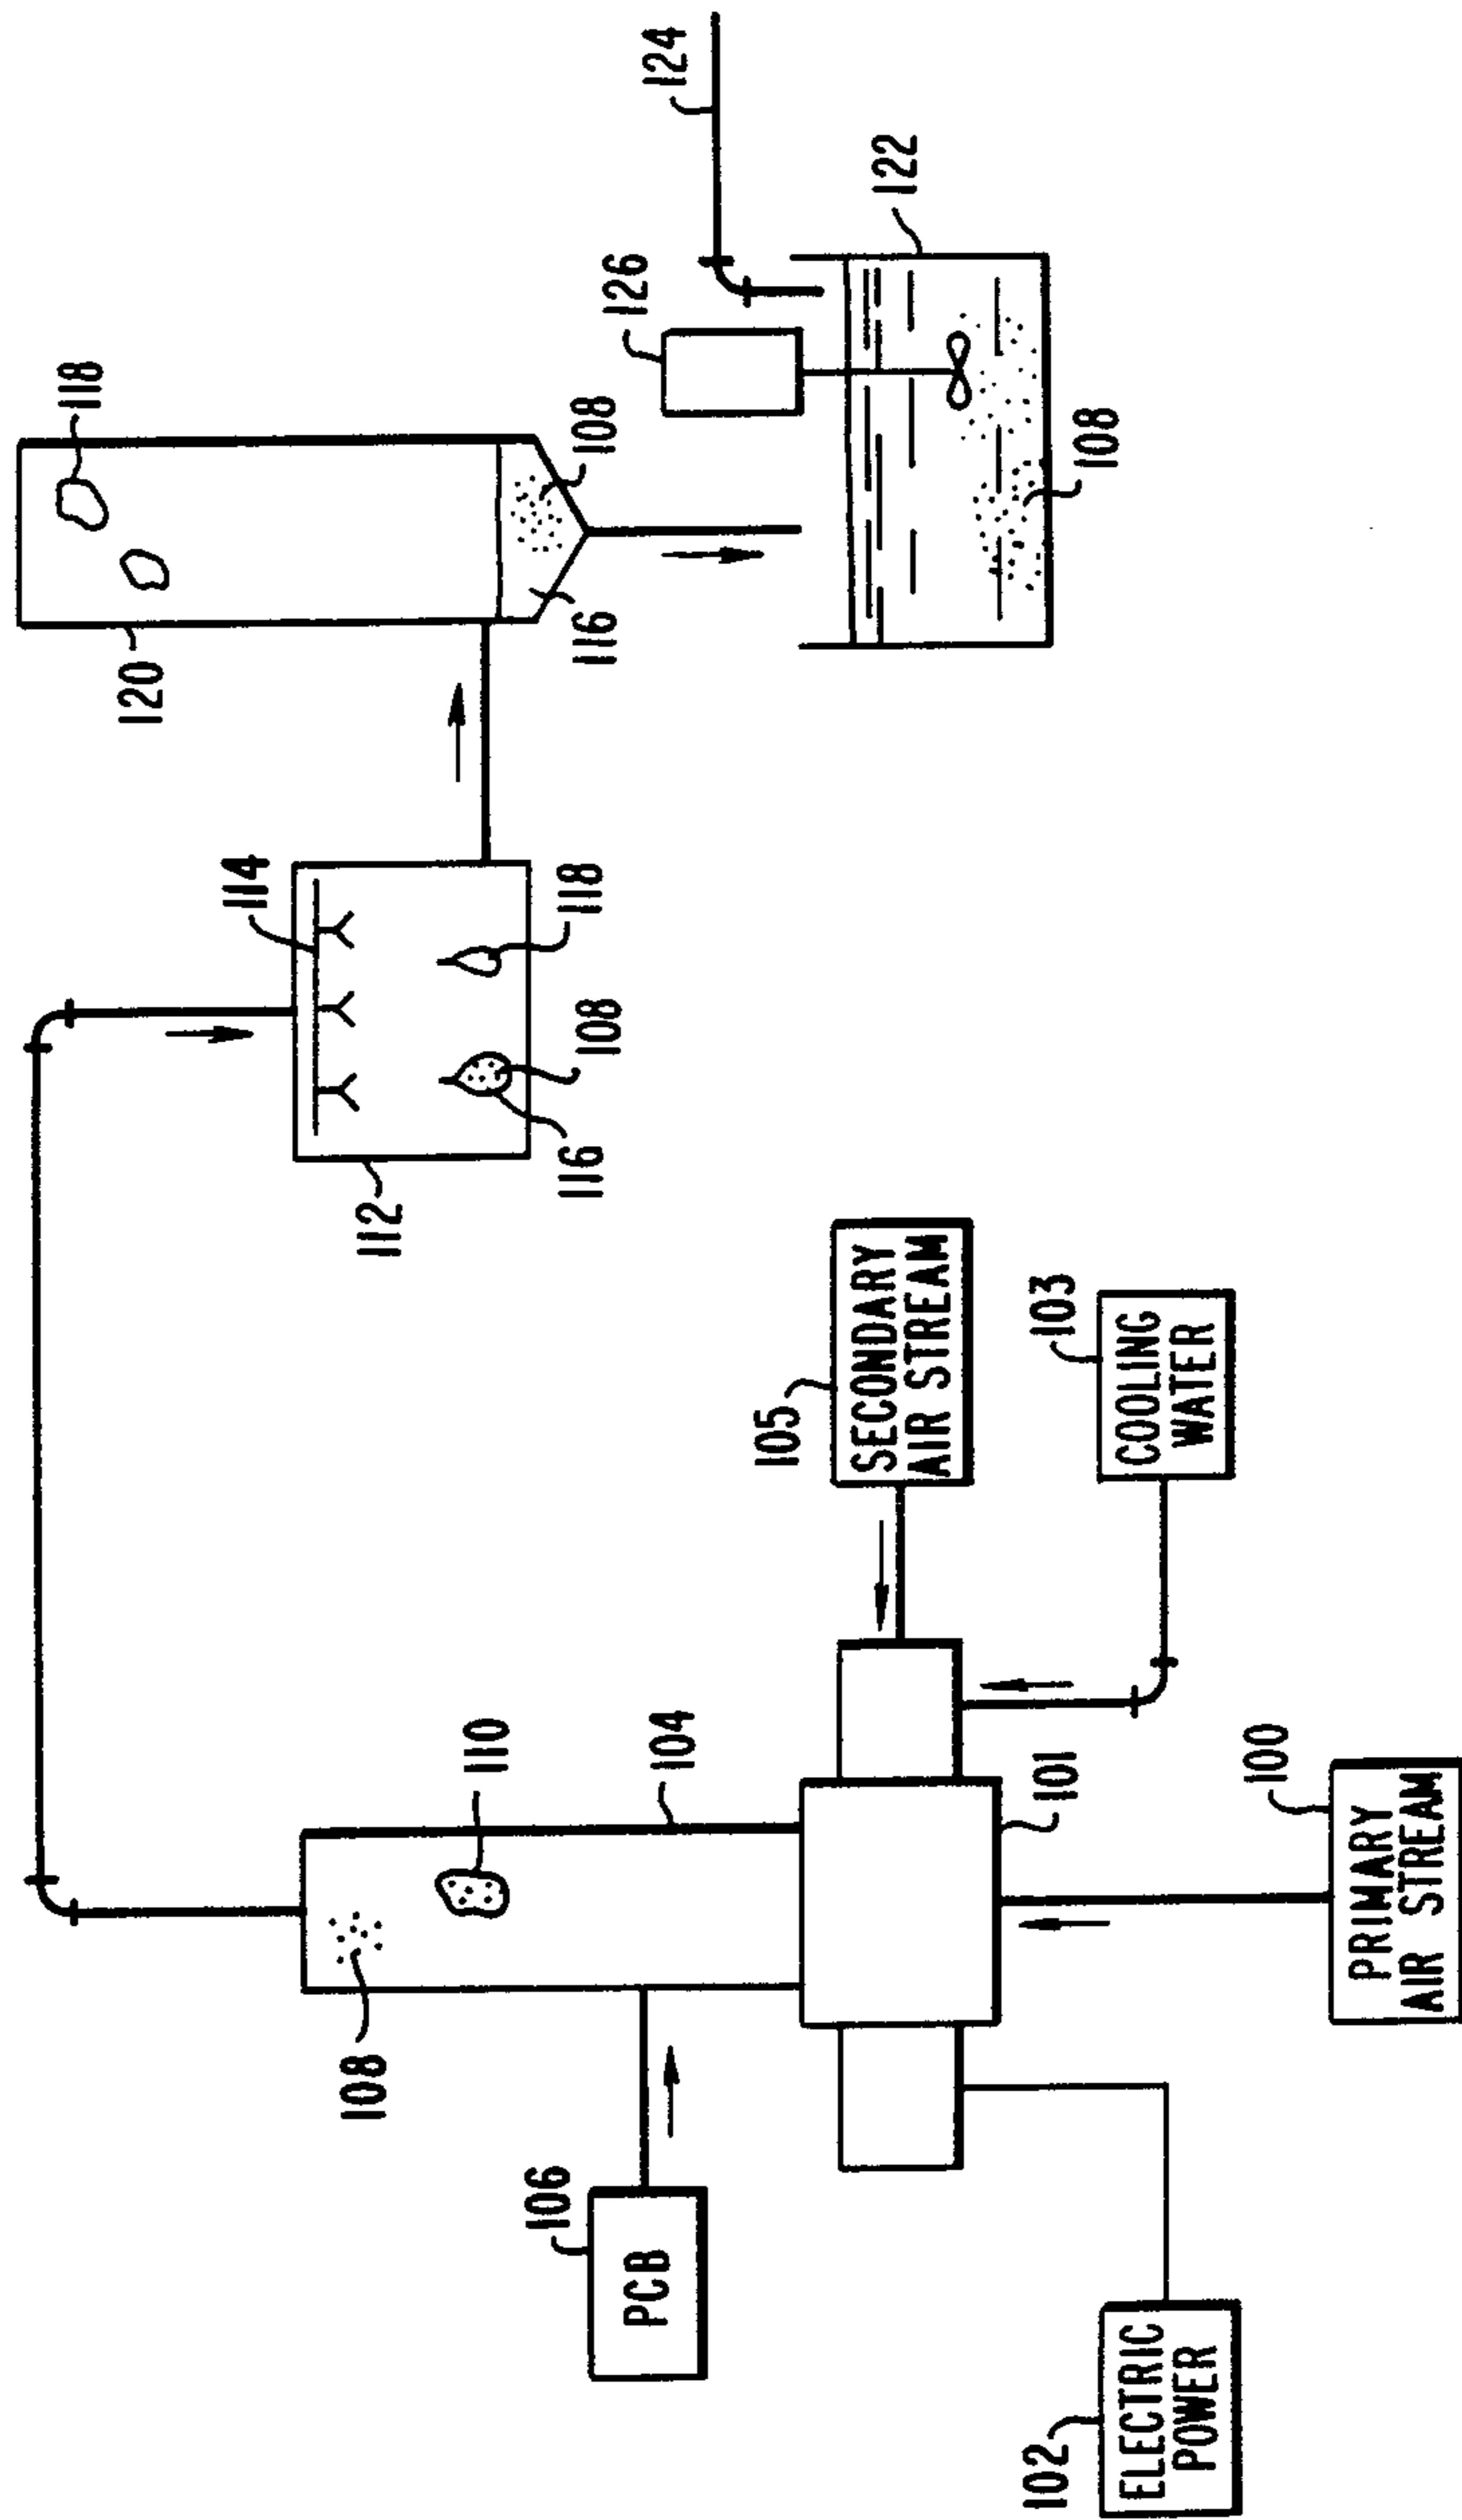 118
120
114
108
112
110
106
116
108
118
116
108
126
PCB
104
124
105
SECONDARY
AIR STREAM
122
102
101
103
108
ELECTRIC
POWER
COOLING
WATER
100
PRIMARY
AIR STREAM